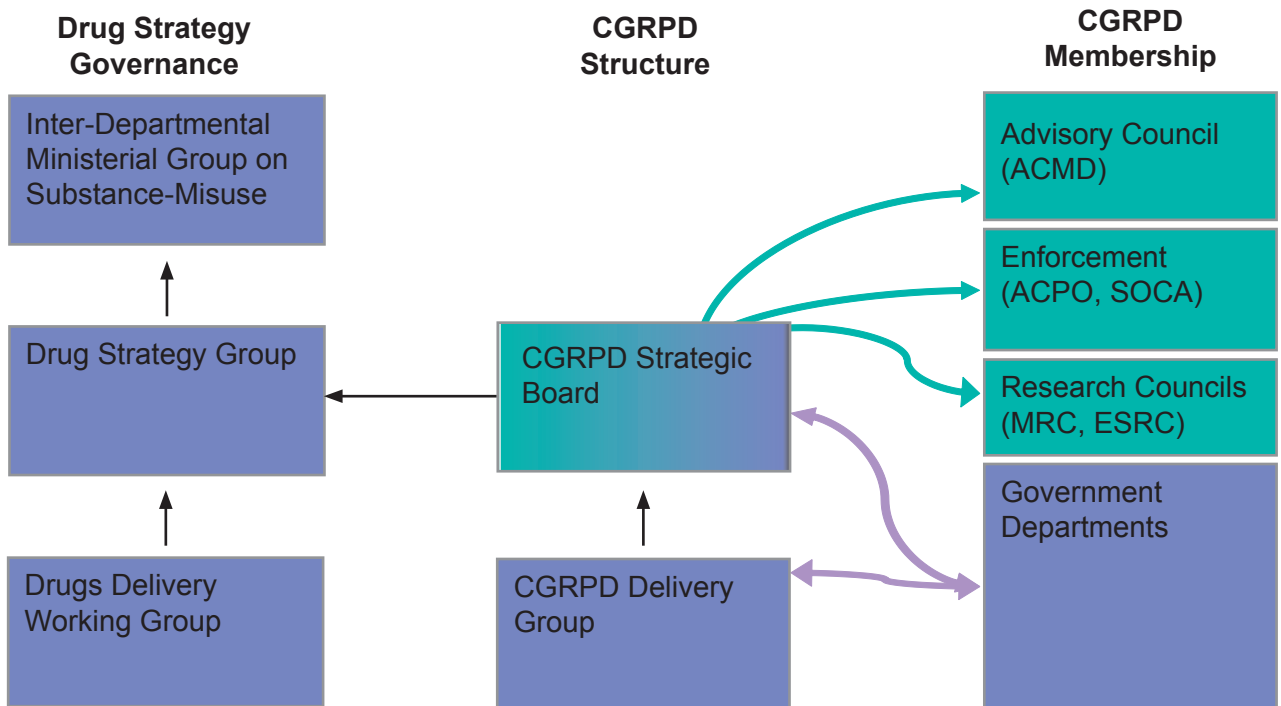 Drug Strategy
Governance
CGRPD
Structure
CGRPD
Membership
Inter-Departmental
Ministerial Group on
Substance-Misuse
Drug Strategy Group
Drugs Delivery
Working Group
CGRPD Strategic
Board
CGRPD Delivery
Group
Advisory Council
(ACMD)
Enforcement
(ACPO, SOCA)
Research Councils
(MRC, ESRC)
Government
Departments